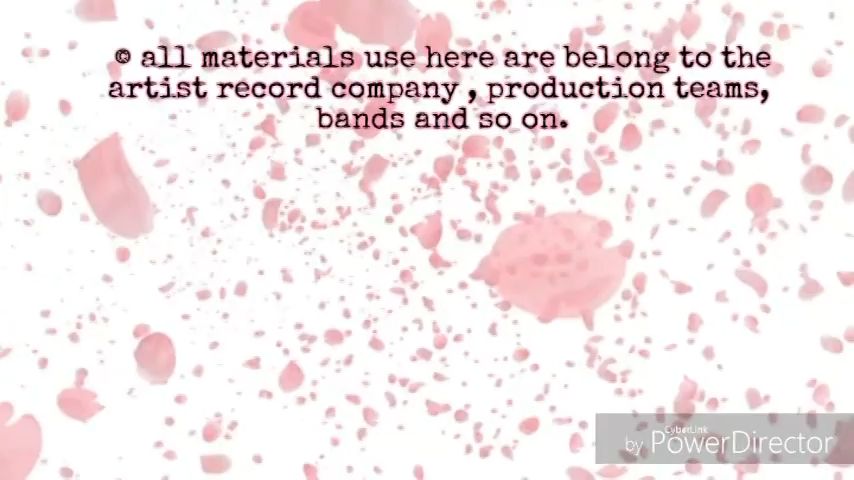 © all materials use here are belong to the
artist record company , production teams,
bands and so on.
CyberLink
by PowerDirector